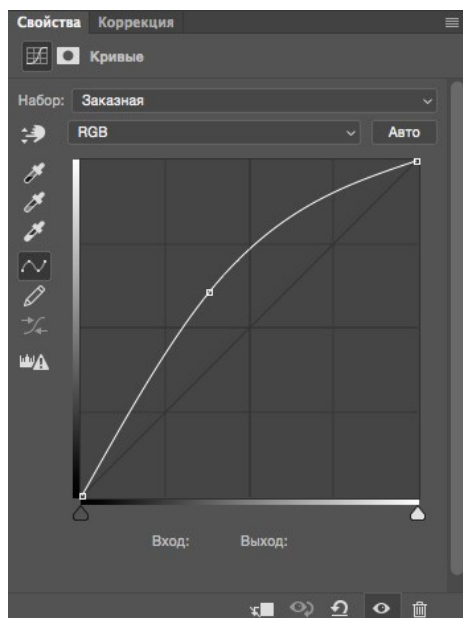 Свойства Коррекция
Кривые
Набор: Заказная
RGB Авто
Вход: Выход: